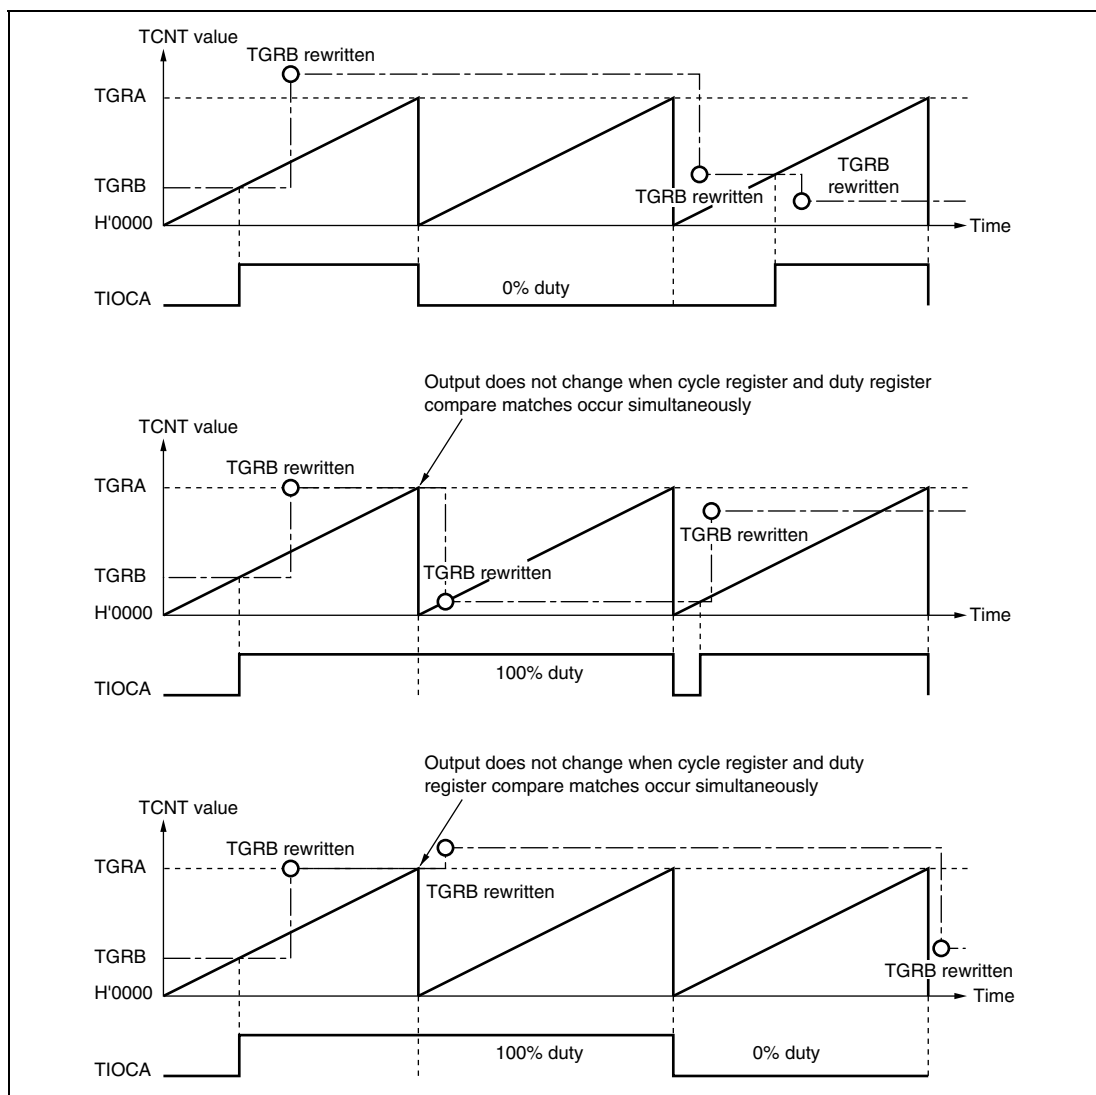 TCNT value
TGRB rewritten
TGRA
TGRB
rewritten
TGRB
TGRB rewritten
H'0000
Time
0% duty
TIOCA
Output does not change when cycle register and duty register
compare matches occur simultaneously
TCNT value
TGRB rewritten
TGRA
TGRB rewritten
TGRB rewritten
TGRB
H'0000
Time
100% duty
TIOCA
Output does not change when cycle register and duty
register compare matches occur simultaneously
TCNT value
TGRB rewritten
TGRA
TGRB rewritten
TGRB
TGRB rewritten
H'0000
Time
100% duty
0% duty
TIOCA